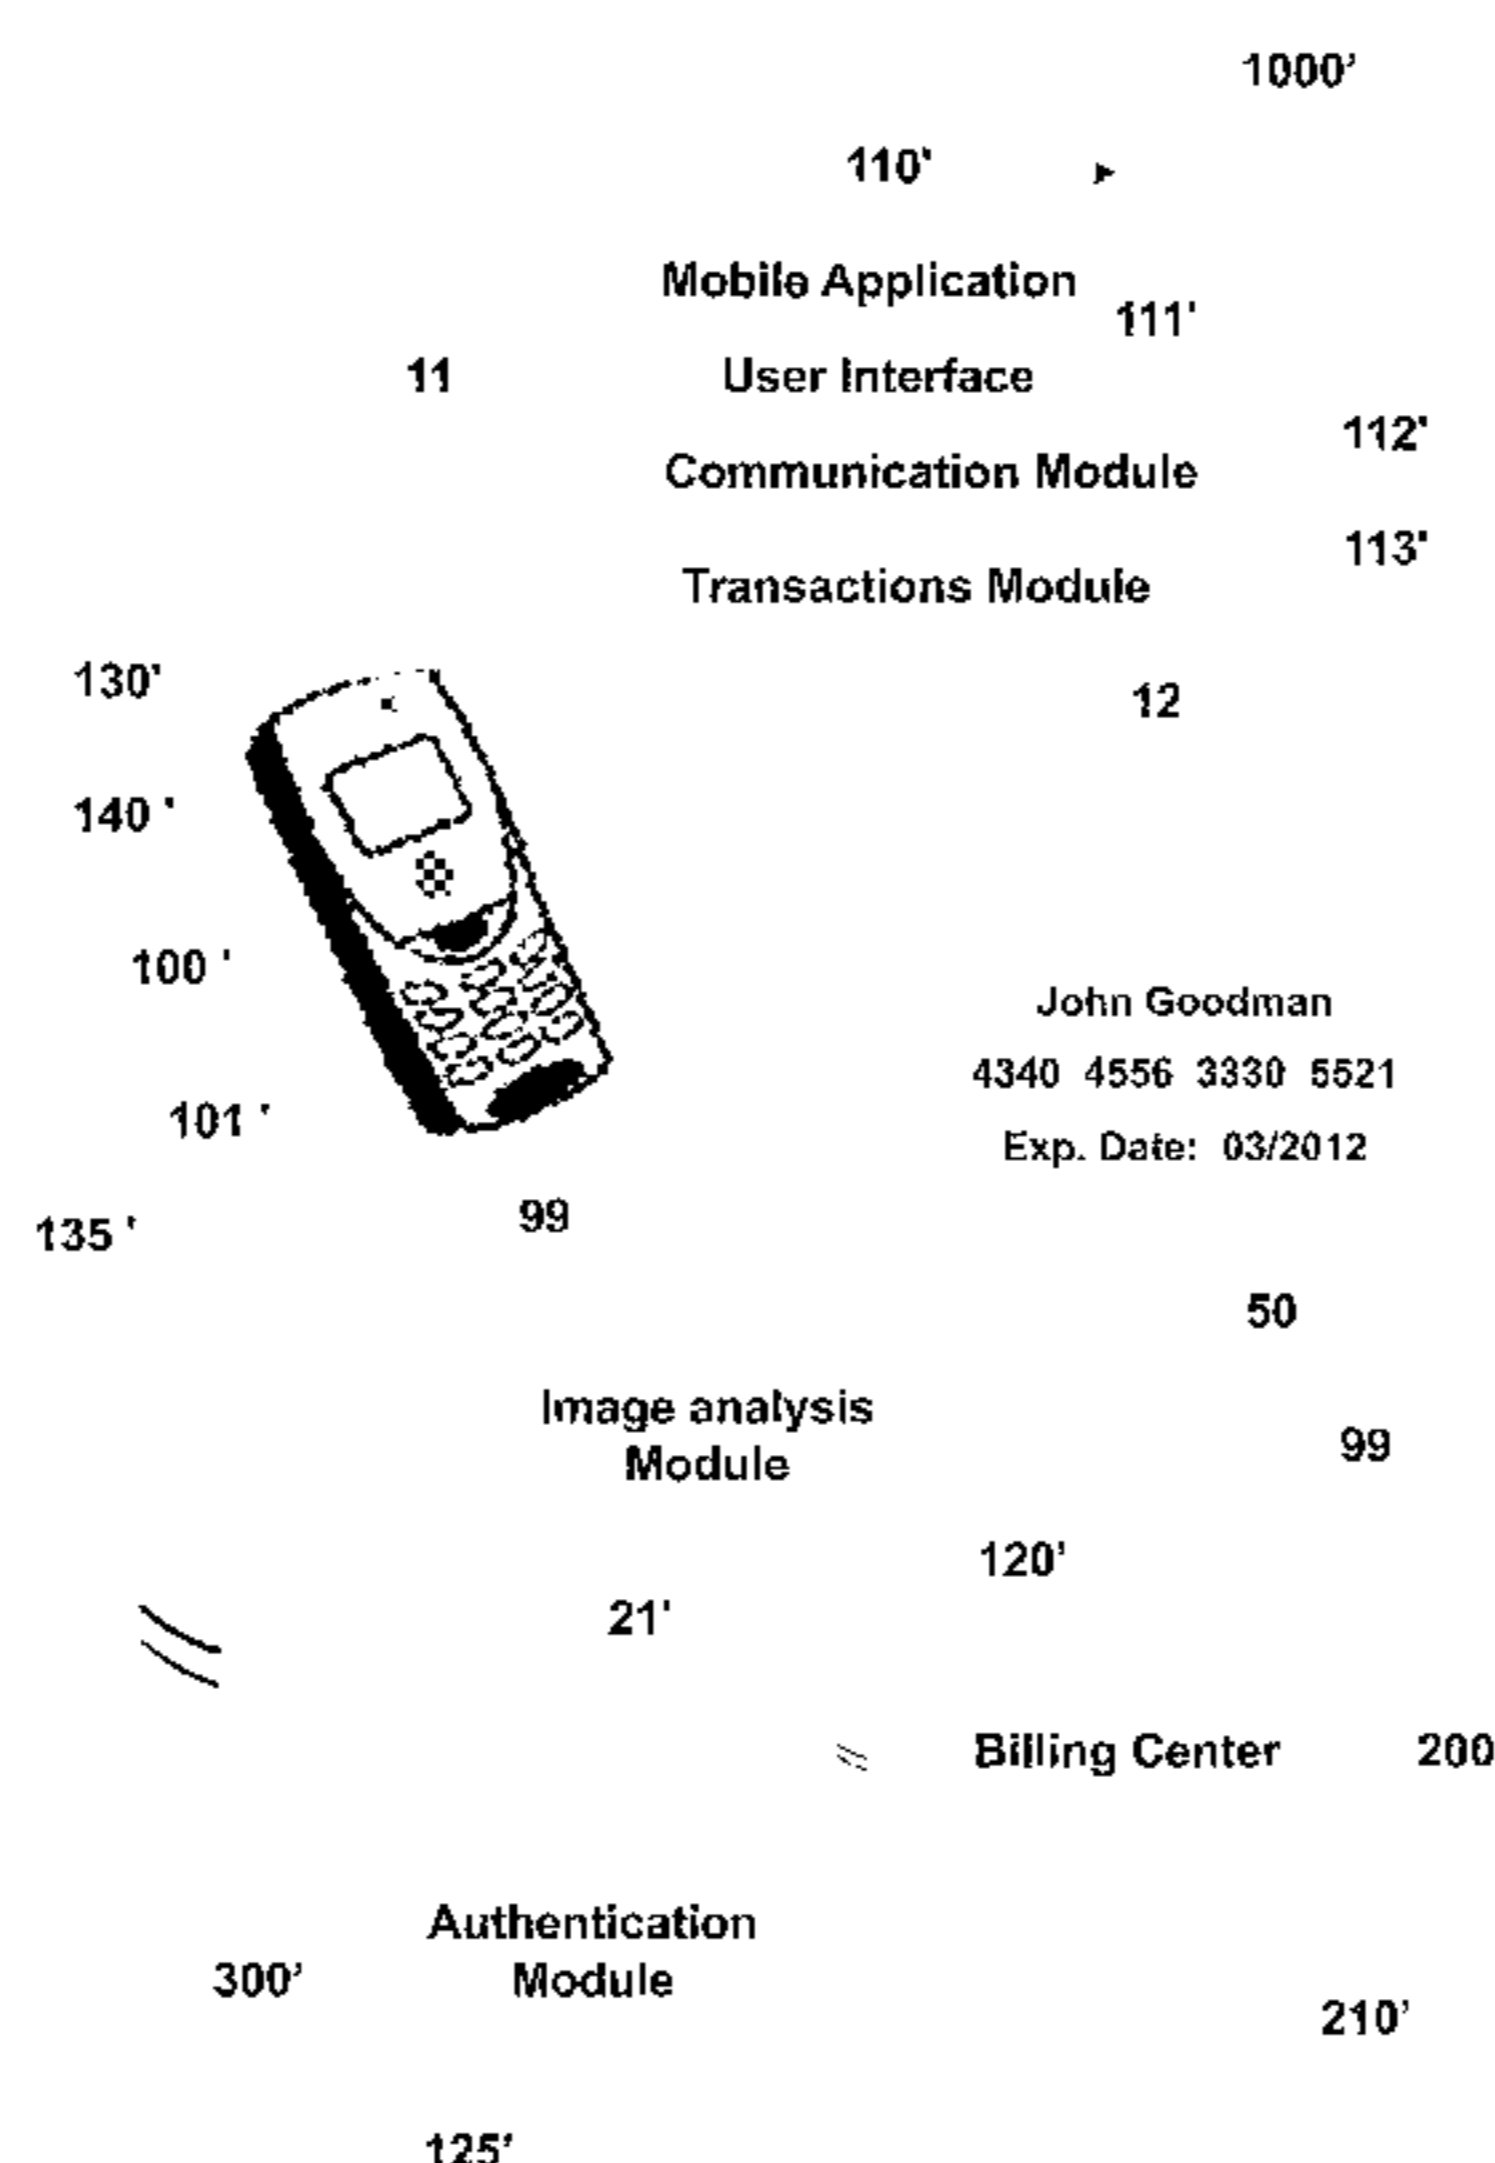 1000’
110'
Mobile Application
111'
11
User Interface
112'
Communication Module
113'
Transactions Module
130'
12
140 '
100 '
John Goodman
4340 4556 3330 5521
101 '
Exp. Date: 03/2012
99
135 '
50
Image analysis
Module
99
120’
21'
Billing Center
200
Authentication
Module
300’
210’
125’